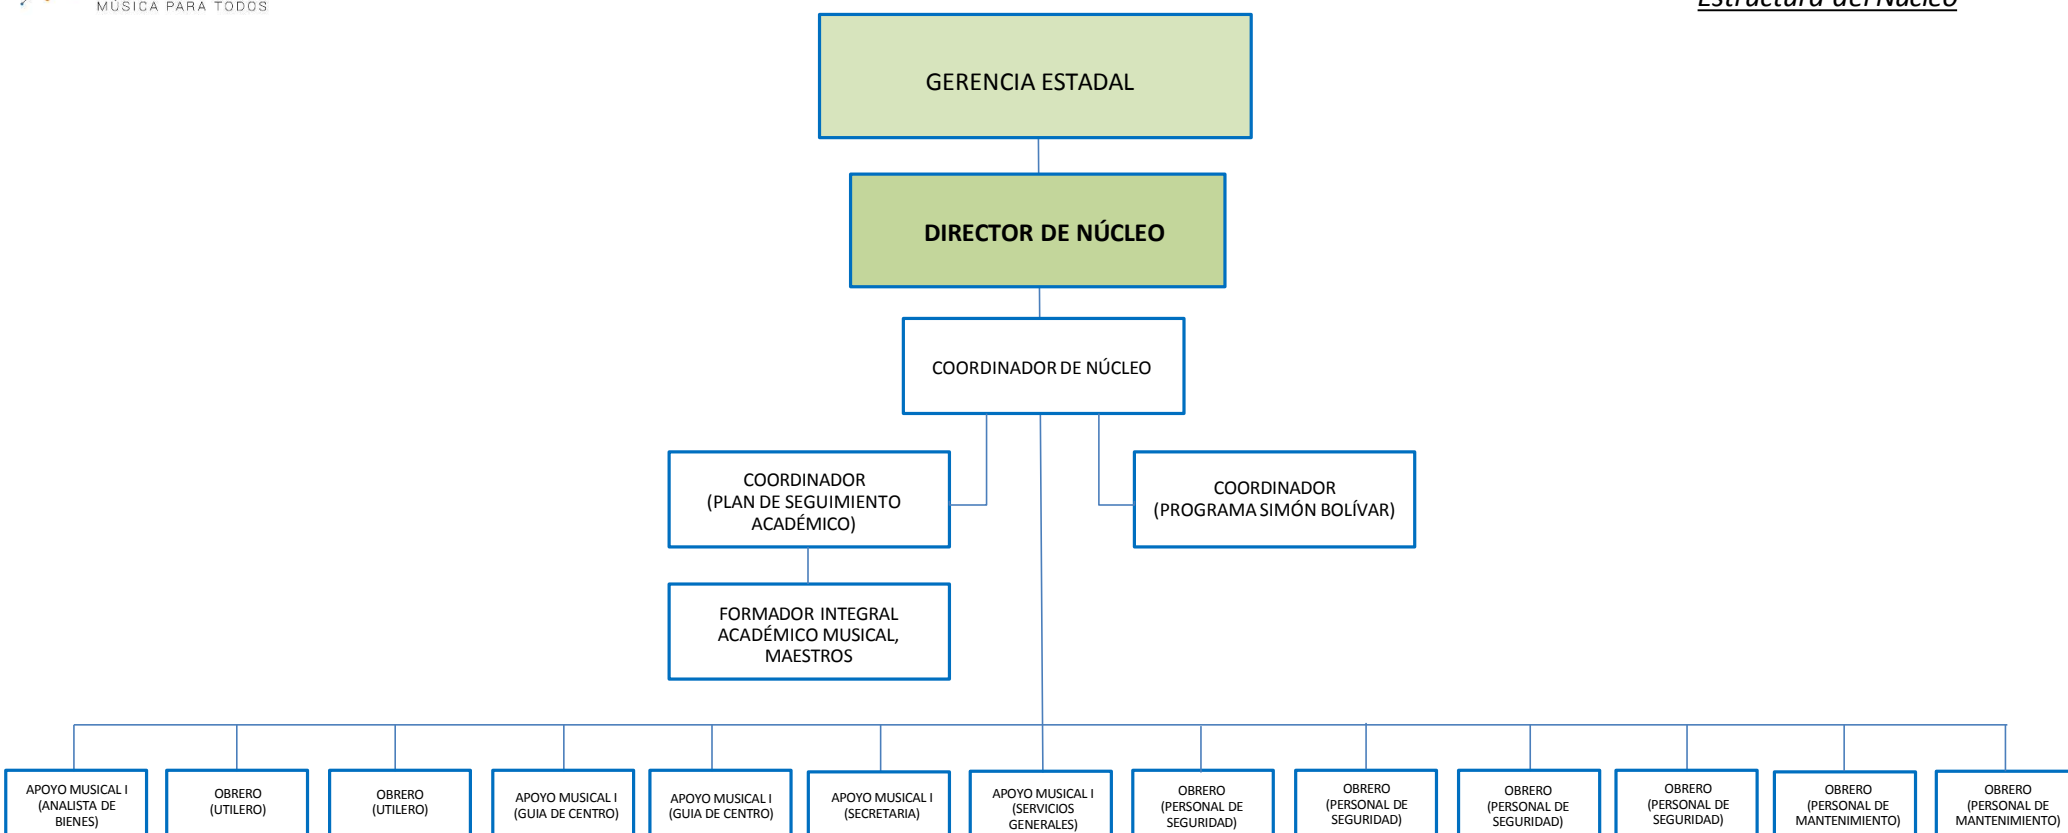 MÚSICA PARA TODOS
Estructura del Núcleo
GERENCIA ESTADAL
DIRECTOR DE NÚCLEO
COORDINADOR DE NÚCLEO
COORDINADOR
(PLAN DE SEGUIMIENTO
ACADÉMICO)
COORDINADOR
(PROGRAMA SIMÓN BOLÍVAR)
FORMADOR INTEGRAL
ACADÉMICO MUSICAL,
MAESTROS
APOYO MUSICAL I
(ANALISTA DE
BIENES)
OBRERO
(UTILERO)
OBRERO
(UTILERO)
APOYO MUSICAL I
(GUIA DE CENTRO)
APOYO MUSICAL I
(GUIA DE CENTRO)
APOYO MUSICAL I
(SECRETARIA)
APOYO MUSICAL I
(SERVICIOS
GENERALES)
OBRERO
(PERSONAL DE
SEGURIDAD)
OBRERO
(PERSONAL DE
SEGURIDAD)
OBRERO
(PERSONAL DE
SEGURIDAD)
OBRERO
(PERSONAL DE
SEGURIDAD)
OBRERO
(PERSONAL DE
MANTENIMIENTO)
OBRERO
(PERSONAL DE
MANTENIMIENTO)